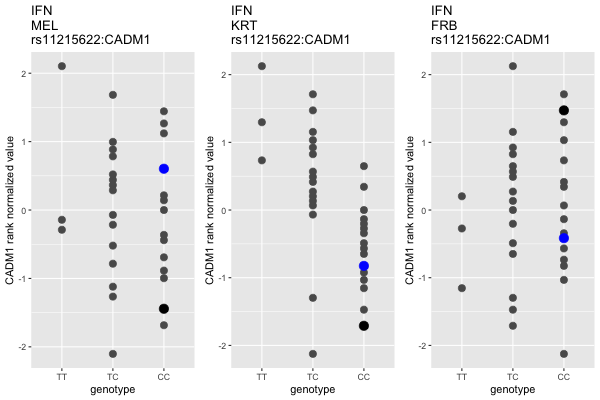 IFN
MEL
rs11215622:CADM1
CADM1 rank normalized value
2
1
0
-1
-2
TT
TC
CC
genotype
IFN
KRT
rs11215622:CADM1
CADM1 rank normalized value
2
1
0
-1
-2
TT
TC
CC
genotype
IFN
FRB
rs11215622:CADM1
CADM1 rank normalized value
2
1
0
-1
-2
TT
TC
CC
genotype